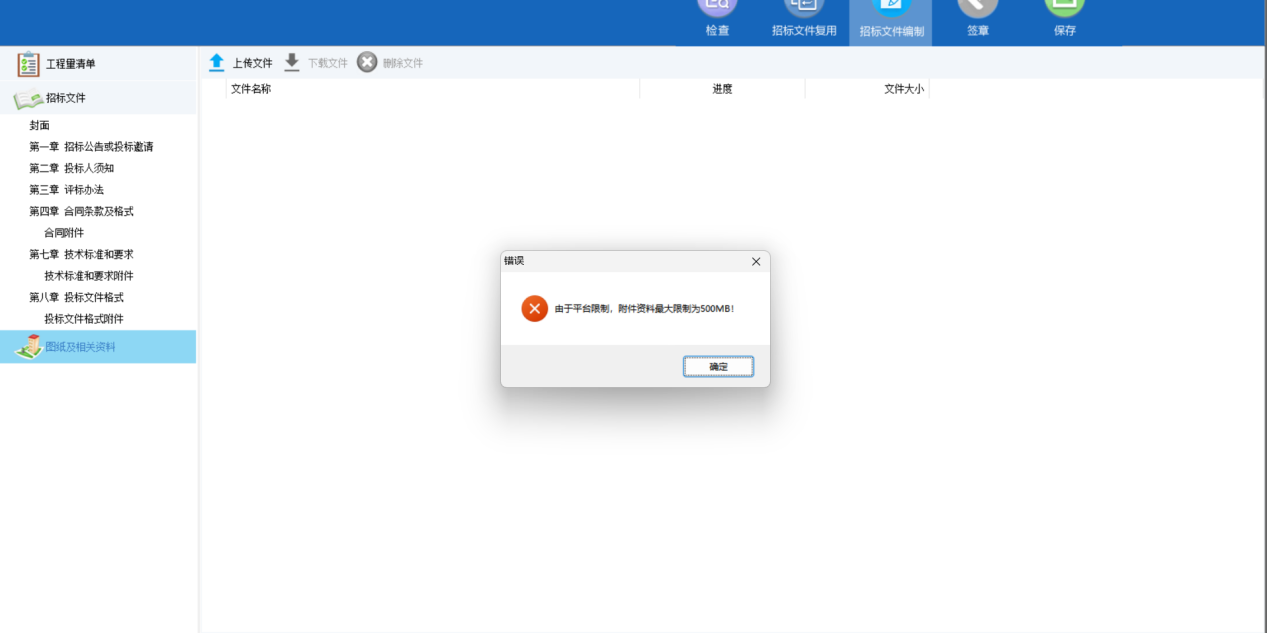 检查
招标文件复用
招标文件编制
签章
保存
工程量清单
上传文件
下载文件
删除文件
招标文件
文件名称
进度
文件大小
封面
第一章 招标公告或投标邀请
第二章 投标人须知
第三章 评标办法
第四章 合同条款及格式
合同附件
第七章 技术标准和要求
技术标准和要求附件
第八章 投标文件格式
投标文件格式附件
图纸及相关资料
错误
由于平台限制，附件资料最大限制为500MB!
确定